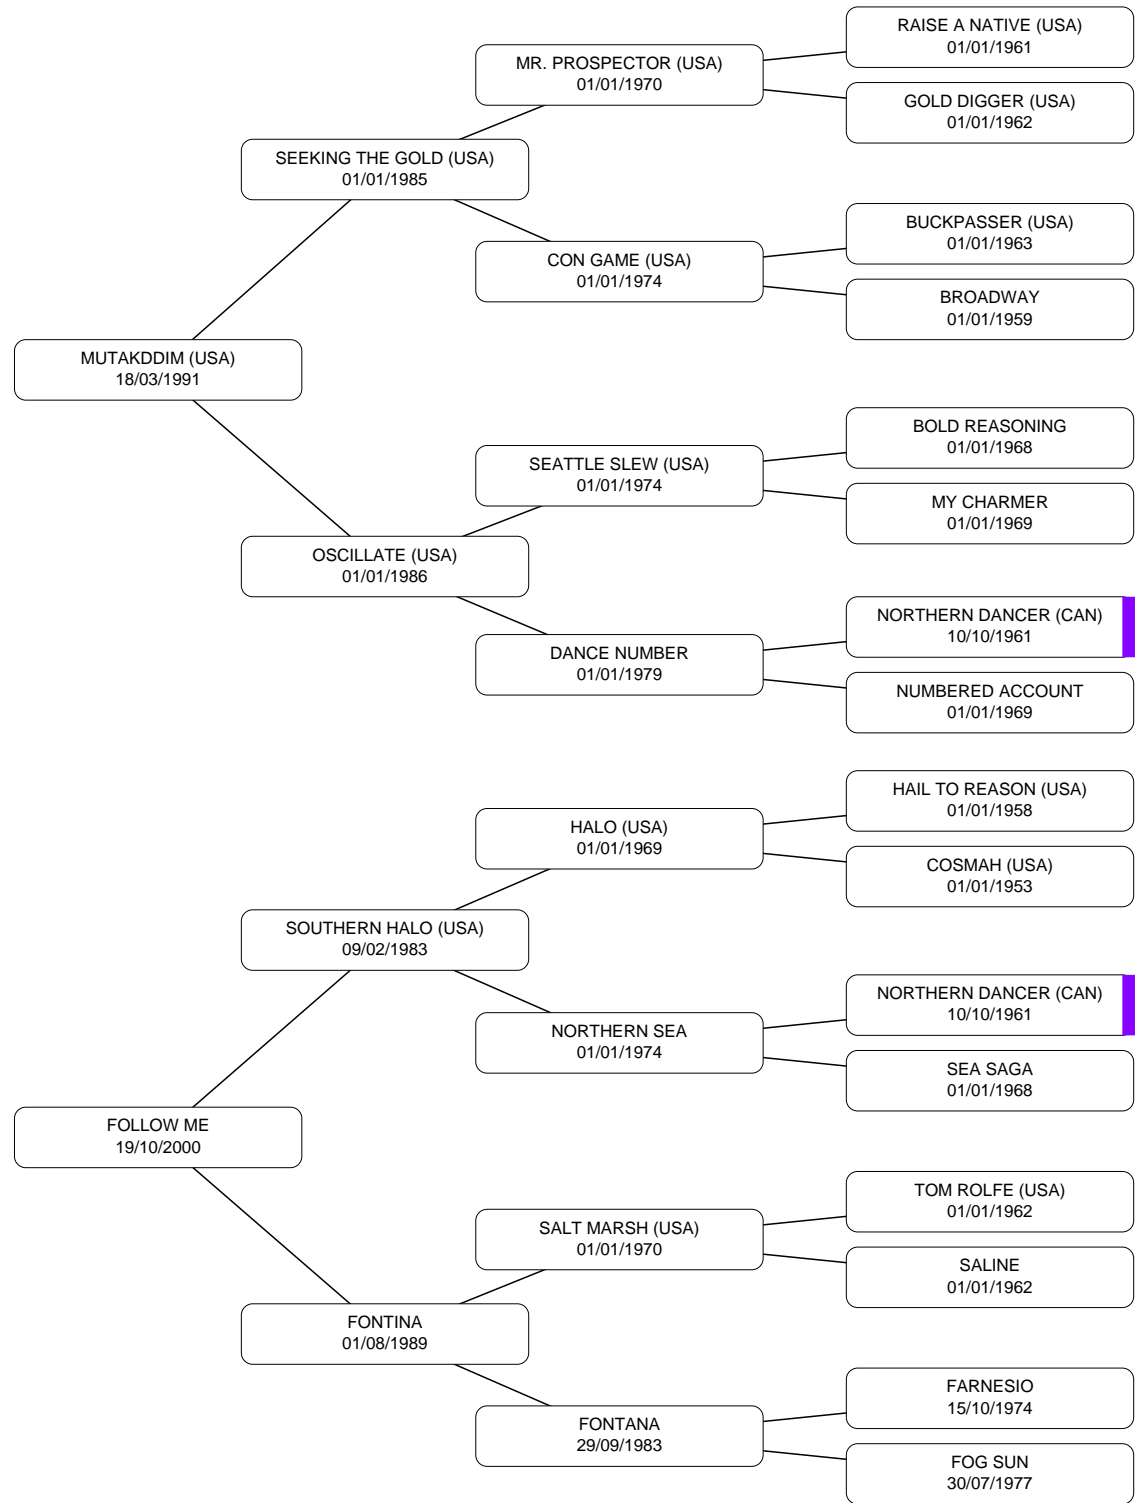 RAISE A NATIVE (USA)
01/01/1961
MR. PROSPECTOR (USA)
01/01/1970
GOLD DIGGER (USA)
01/01/1962
SEEKING THE GOLD (USA)
01/01/1985
BUCKPASSER (USA)
01/01/1963
CON GAME (USA)
01/01/1974
BROADWAY
01/01/1959
MUTAKDDIM (USA)
18/03/1991
BOLD REASONING
01/01/1968
SEATTLE SLEW (USA)
01/01/1974
MY CHARMER
01/01/1969
OSCILLATE (USA)
01/01/1986
NORTHERN DANCER (CAN)
10/10/1961
DANCE NUMBER
01/01/1979
NUMBERED ACCOUNT
01/01/1969
HAIL TO REASON (USA)
01/01/1958
HALO (USA)
01/01/1969
COSMAH (USA)
01/01/1953
SOUTHERN HALO (USA)
09/02/1983
NORTHERN DANCER (CAN)
10/10/1961
NORTHERN SEA
01/01/1974
SEA SAGA
01/01/1968
FOLLOW ME
19/10/2000
TOM ROLFE (USA)
01/01/1962
SALT MARSH (USA)
01/01/1970
SALINE
01/01/1962
FONTINA
01/08/1989
FARNESIO
15/10/1974
FONTANA
29/09/1983
FOG SUN
30/07/1977